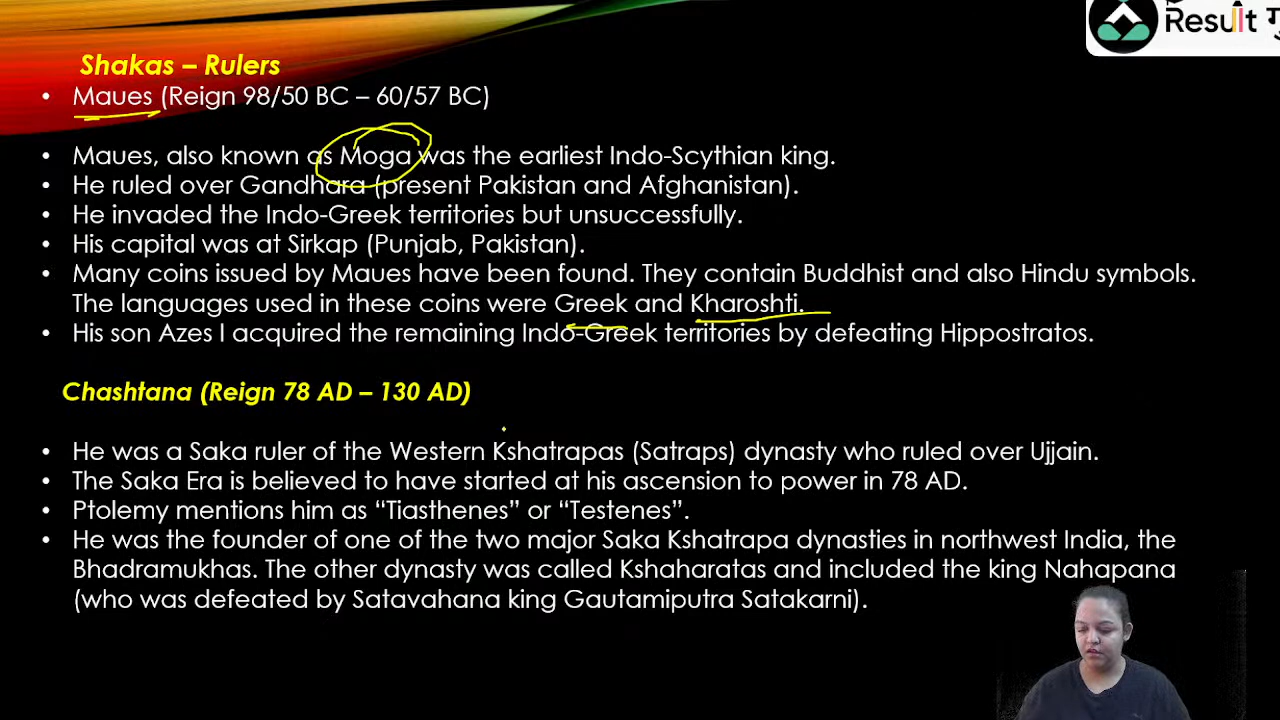 Result
Shakas – Rulers
• Maues (Reign 98/50 BC – 60/57 BC)
• Maues, also known as Moga was the earliest Indo-Scythian king.
• He ruled over Gandhara (present Pakistan and Afghanistan).
• He invaded the Indo-Greek territories but unsuccessfully.
• His capital was at Sirkap (Punjab, Pakistan).
• Many coins issued by Maues have been found. They contain Buddhist and also Hindu symbols.
The languages used in these coins were Greek and Kharoshti.
• His son Azes I acquired the remaining Indo-Greek territories by defeating Hippostratos.
Chashtana (Reign 78 AD – 130 AD)
• He was a Saka ruler of the Western Kshatrapas (Satraps) dynasty who ruled over Ujjain.
• The Saka Era is believed to have started at his ascension to power in 78 AD.
• Ptolemy mentions him as “Tiasthenes” or “Testenes”.
• He was the founder of one of the two major Saka Kshatrapa dynasties in northwest India, the
Bhadramukhas. The other dynasty was called Kshaharatas and included the king Nahapana
(who was defeated by Satavahana king Gautamiputra Satakarni).